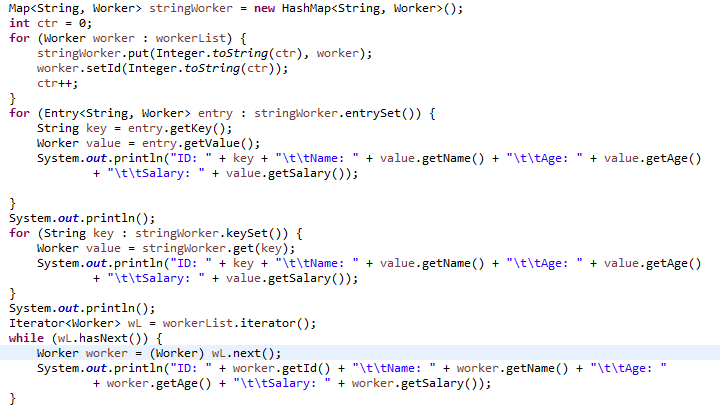 Map<String, Worker> stringWorker = new HashMap<String, Worker>();
int ctr = 0;
for (Worker worker : workerList) {
    stringWorker.put(Integer.toString(ctr), worker);
    worker.setId(Integer.toString(ctr));
    ctr++;
}
for (Entry<String, Worker> entry : stringWorker.entrySet()) {
    String key = entry.getKey();
    Worker value = entry.getValue();
    System.out.println("ID: " + key + "\t\tName: " + value.getName() + "\t\tAge: " + value.getAge()
            + "\t\tSalary: " + value.getSalary());

}
System.out.println();
for (String key : stringWorker.keySet()) {
    Worker value = stringWorker.get(key);
    System.out.println("ID: " + key + "\t\tName: " + value.getName() + "\t\tAge: " + value.getAge()
            + "\t\tSalary: " + value.getSalary());
}
System.out.println();
Iterator<Worker> wL = workerList.iterator();
while (wL.hasNext()) {
    Worker worker = (Worker) wL.next();
    System.out.println("ID: " + worker.getId() + "\t\tName: " + worker.getName() + "\t\tAge: "
            + worker.getAge() + "\t\tSalary: " + worker.getSalary());
}